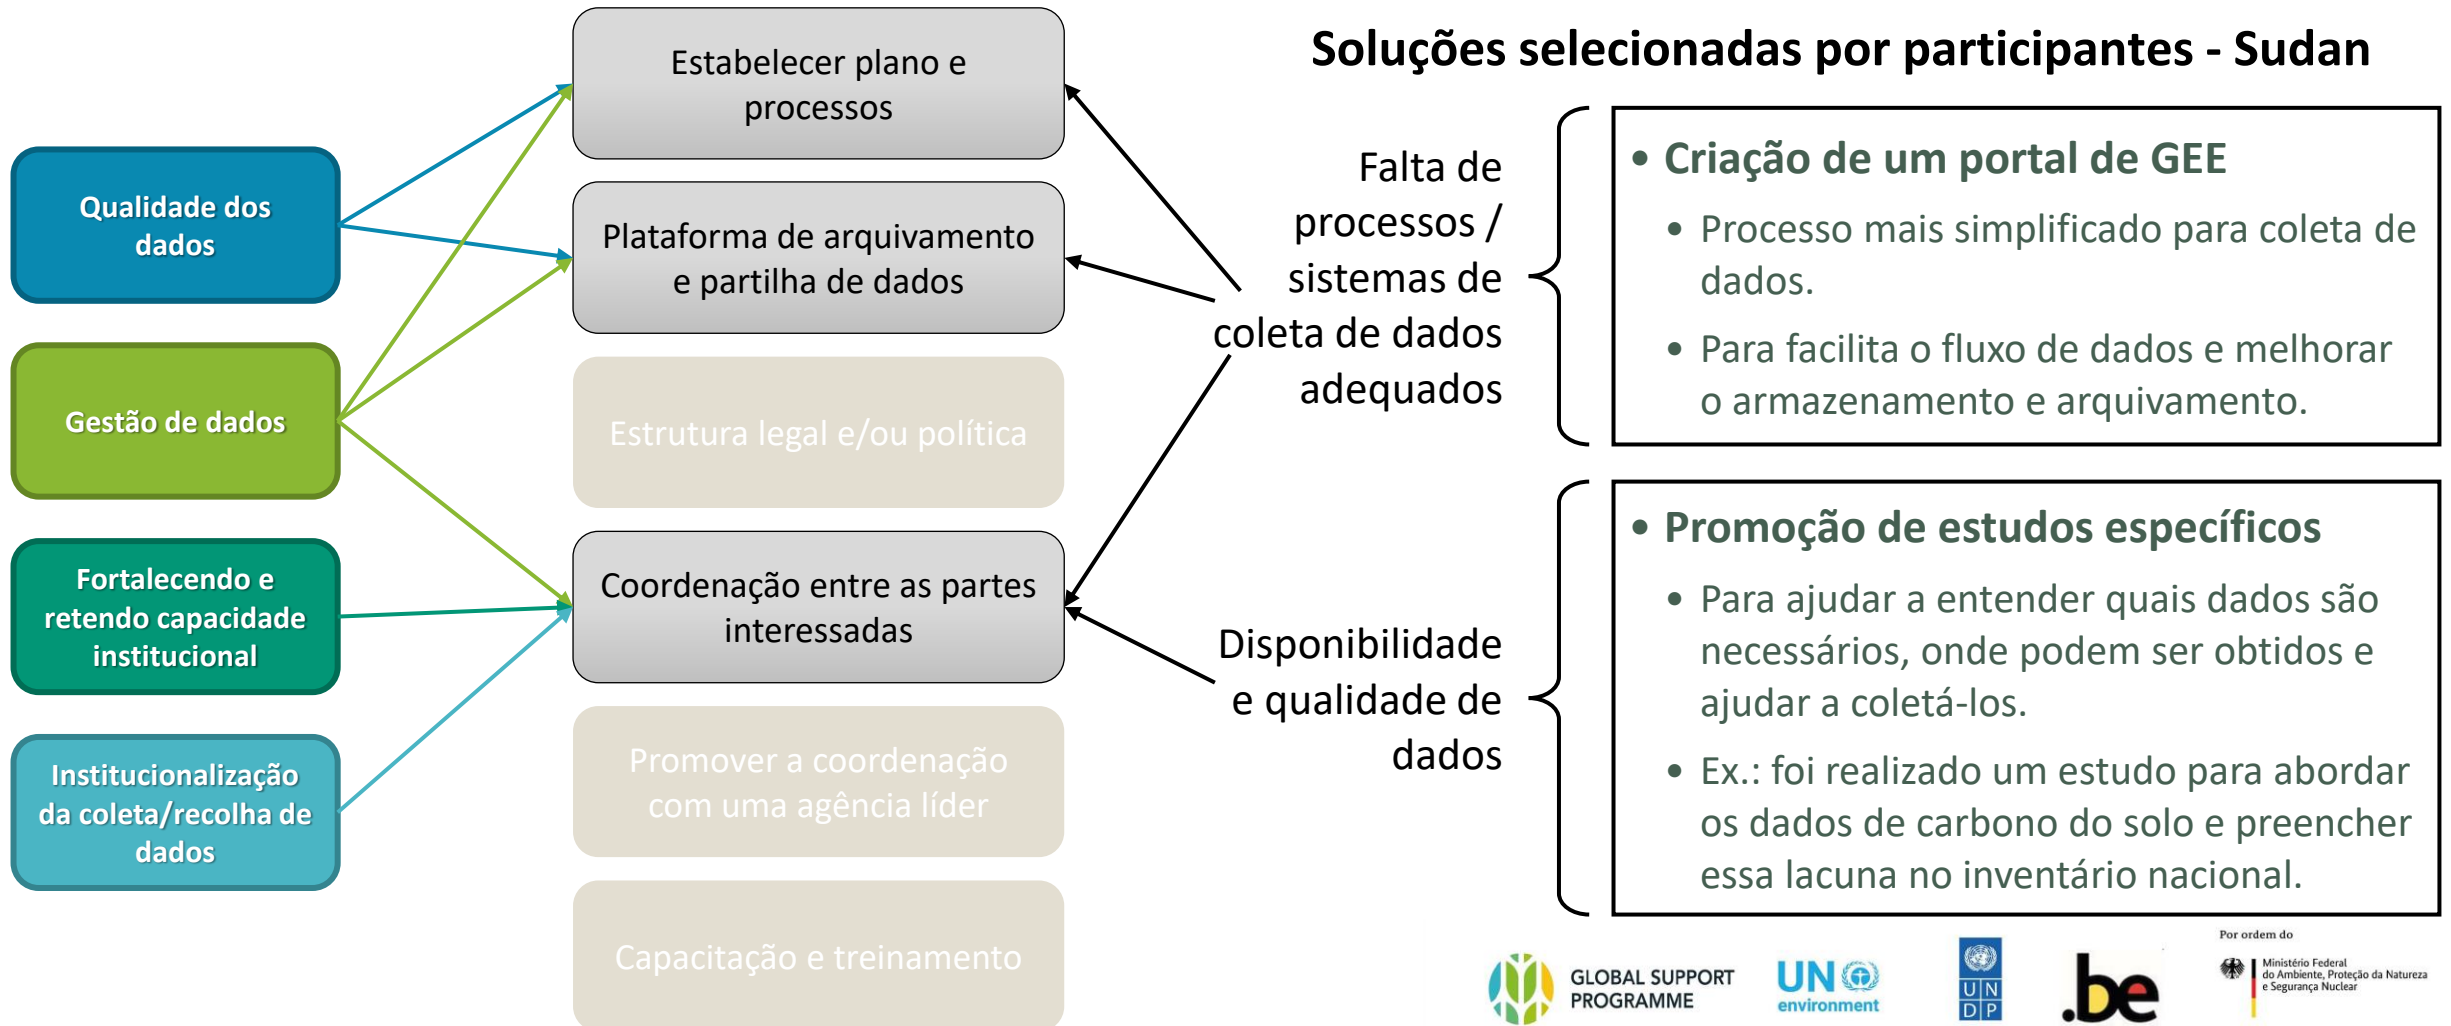 Soluções selecionadas por participantes - Sudan
Qualidade dos
dados
Gestão de dados
Fortalecendo e
retendo capacidade
institucional
Institucionalização
da coleta/recolha de
dados
Estabelecer plano e
processos
Plataforma de arquivamento
e partilha de dados
Estrutura legal e/ou política
Coordenação entre as partes
interessadas
Promover a coordenação
com uma agência líder
Capacitação e treinamento
Falta de
processos /
sistemas de
coleta de dados
adequados
Disponibilidade
e qualidade de
dados
• Criação de um portal de GEE
• Processo mais simplificado para coleta de
dados.
• Para facilita o fluxo de dados e melhorar
o armazenamento e arquivamento.
• Promoção de estudos específicos
• Para ajudar a entender quais dados são
necessários, onde podem ser obtidos e
ajudar a coletá-los.
• Ex.: foi realizado um estudo para abordar
os dados de carbono do solo e preencher
essa lacuna no inventário nacional.
GLOBAL SUPPORT
PROGRAMME
UN
environment
UN
DP
.be
Por ordem do
Ministério Federal
do Ambiente, Proteção da Natureza
e Segurança Nuclear